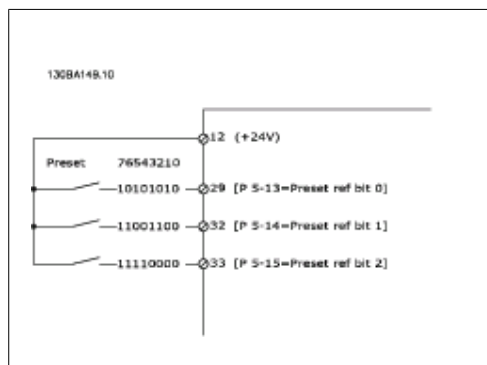 130BA149.10
12 (+24V)
Preset 76543210
10101010 29 [P 5-13=Preset ref bit 0]
11001100 32 [P 5-14=Preset ref bit 1]
11110000 33 [P 5-15=Preset ref bit 2]